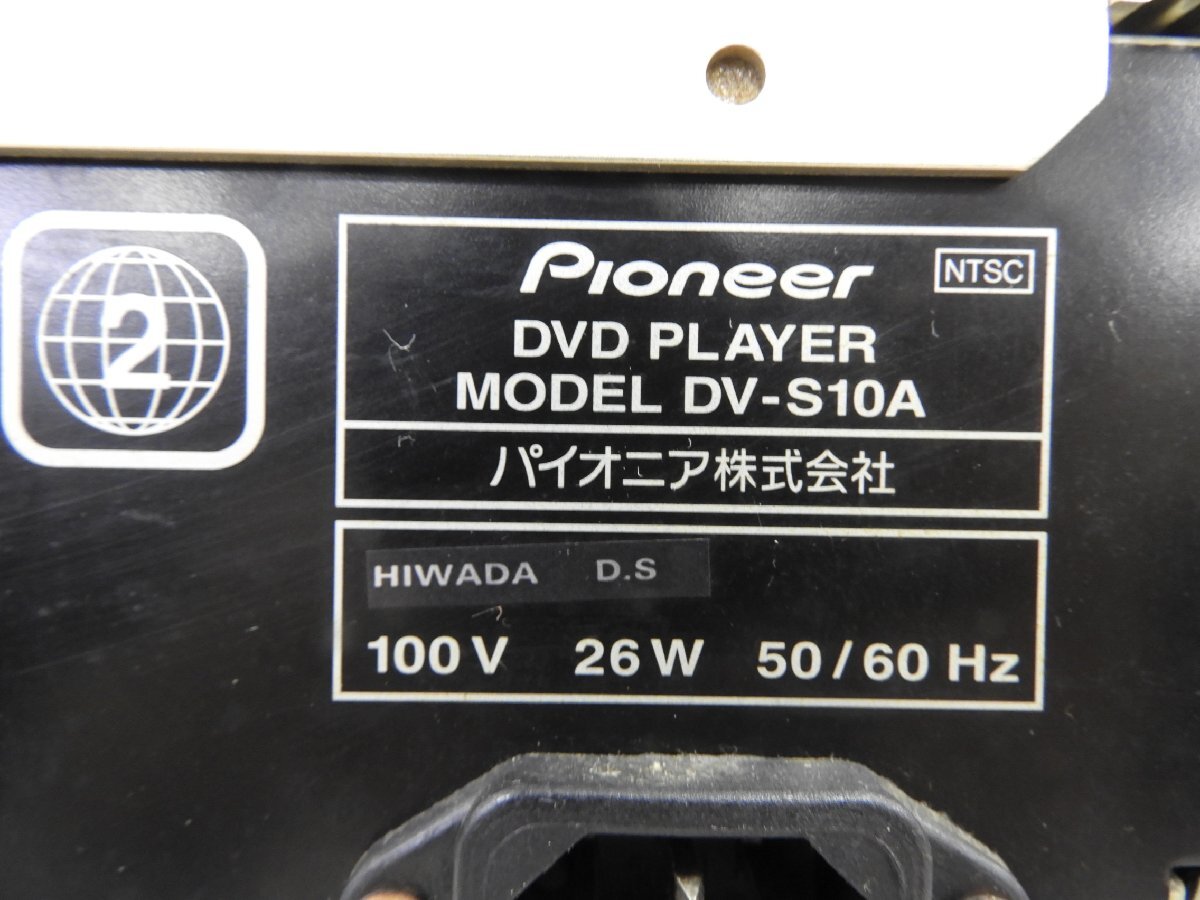 2
Pioneer NTSC
DVD PLAYER
MODEL DV-S10A
パイオニア株式会社
HIWADA D.S
100 V 26 W 50/60 Hz